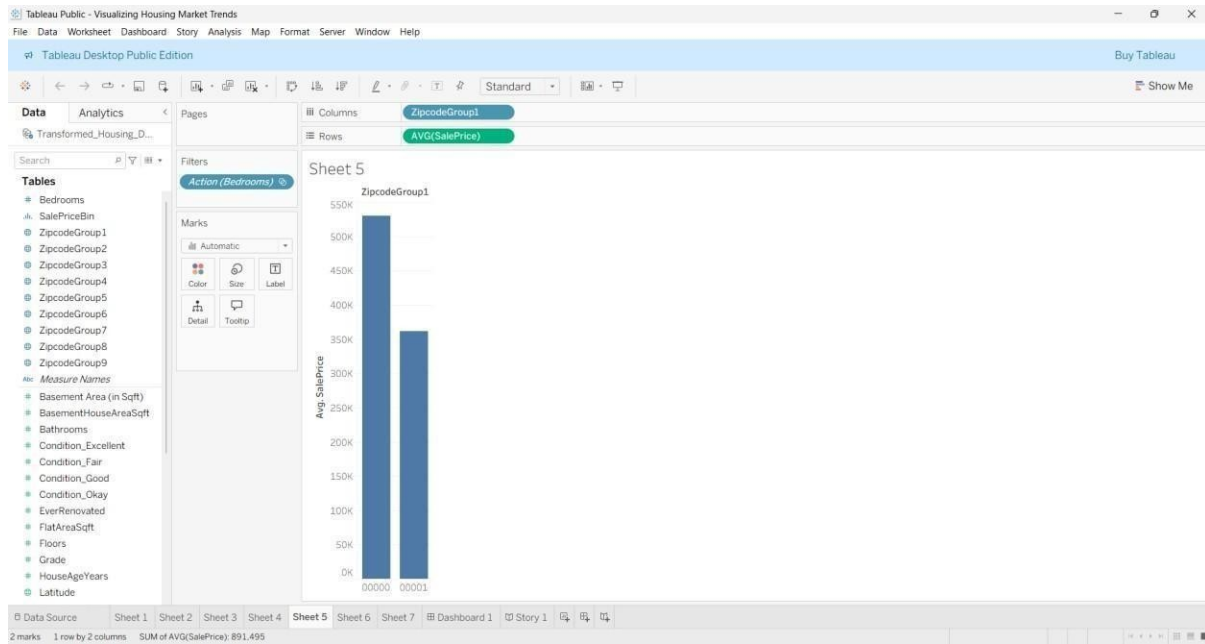 Tableau Public - Visualizing Housing Market Trends
File Data Worksheet Dashboard Story Analysis Map Format Server Window Help
Tableau Desktop Public Edition
Buy Tableau
Standard
Show Me
Data Analytics
Pages
Columns
ZipcodeGroup1
Transformed_Housing_D...
Rows
AVG(SalePrice)
Search
Filters
Action (Bedrooms)
Tables
Bedrooms
SalePriceBin
ZipcodeGroup1
ZipcodeGroup2
ZipcodeGroup3
ZipcodeGroup4
ZipcodeGroup5
ZipcodeGroup6
ZipcodeGroup7
ZipcodeGroup8
ZipcodeGroup9
Abc Measure Names
Basement Area (in Sqft)
BasementHouseAreaSqft
Bathrooms
Condition_Excellent
Condition_Fair
Condition_Good
Condition_Okay
EverRenovated
FlatAreaSqft
Floors
Grade
HouseAgeYears
Latitude
Marks
Automatic
Color Size Label
Detail Tooltip
Sheet 5
ZipcodeGroup1
550K
500K
450K
400K
350K
300K
250K
200K
150K
100K
50K
0K
Avg. SalePrice
00000 00001
Data Source Sheet 1 Sheet 2 Sheet 3 Sheet 4 Sheet 5 Sheet 6 Sheet 7 Dashboard 1 Story 1
2 marks 1 row by 2 columns SUM of AVG(SalePrice): 891,495